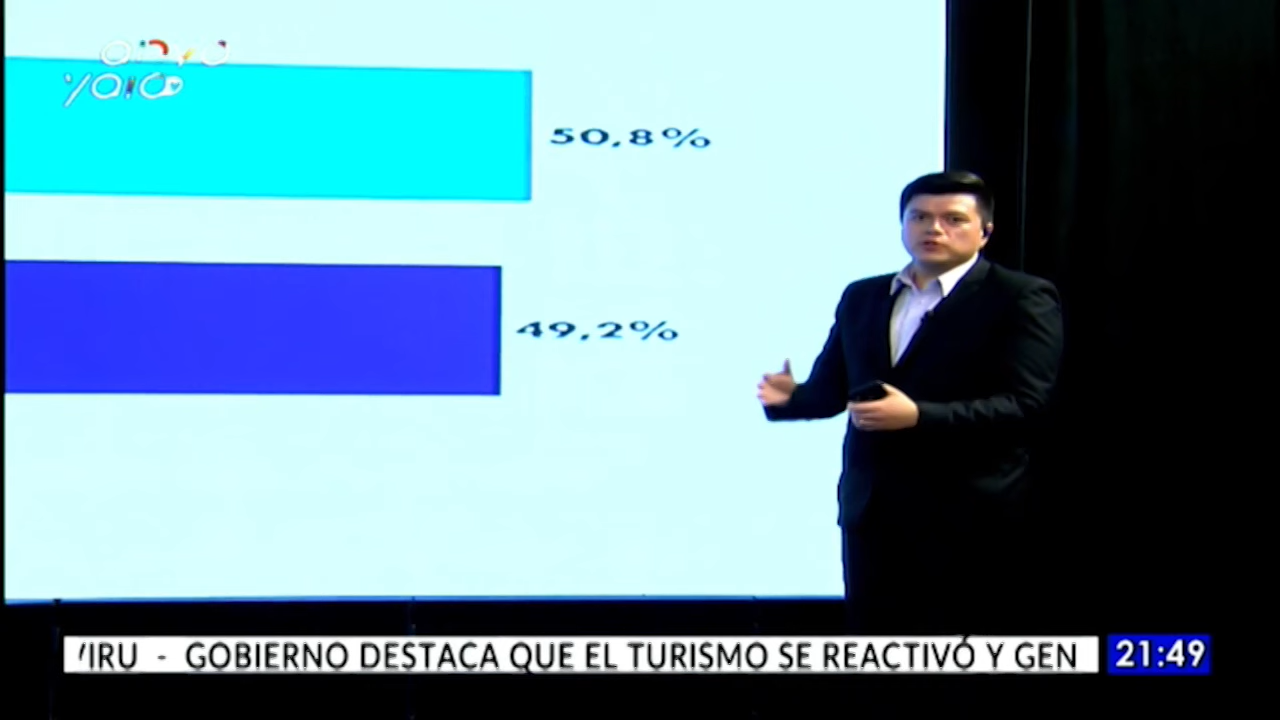 50,8%
49,2%
- GOBIERNO DESTACA QUE EL TURISMO SE REACTIVÓ Y GEN
21:49